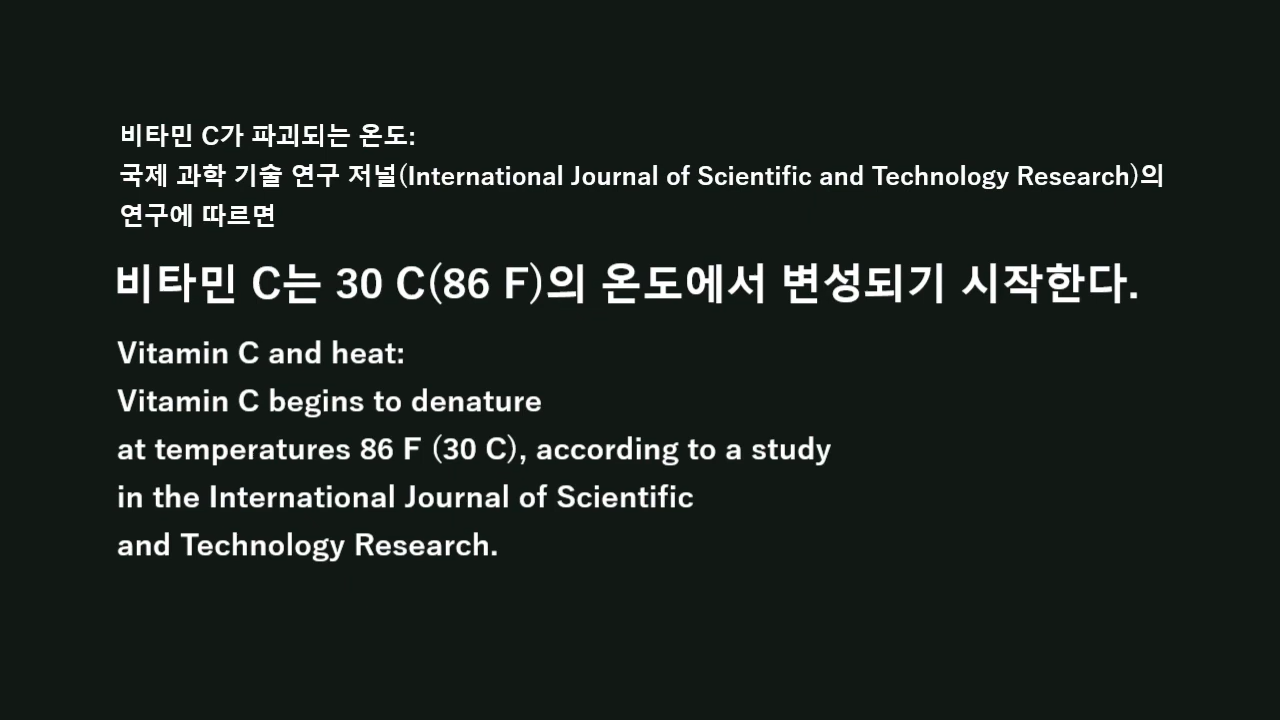 비타민 C가 파괴되는 온도:
국제 과학 기술 연구 저널(International Journal of Scientific and Technology Research)의
연구에 따르면
비타민 C는 30 C(86 F)의 온도에서 변성되기 시작한다.
Vitamin C and heat:
Vitamin C begins to denature
at temperatures 86 F (30 C), according to a study
in the International Journal of Scientific
and Technology Research.